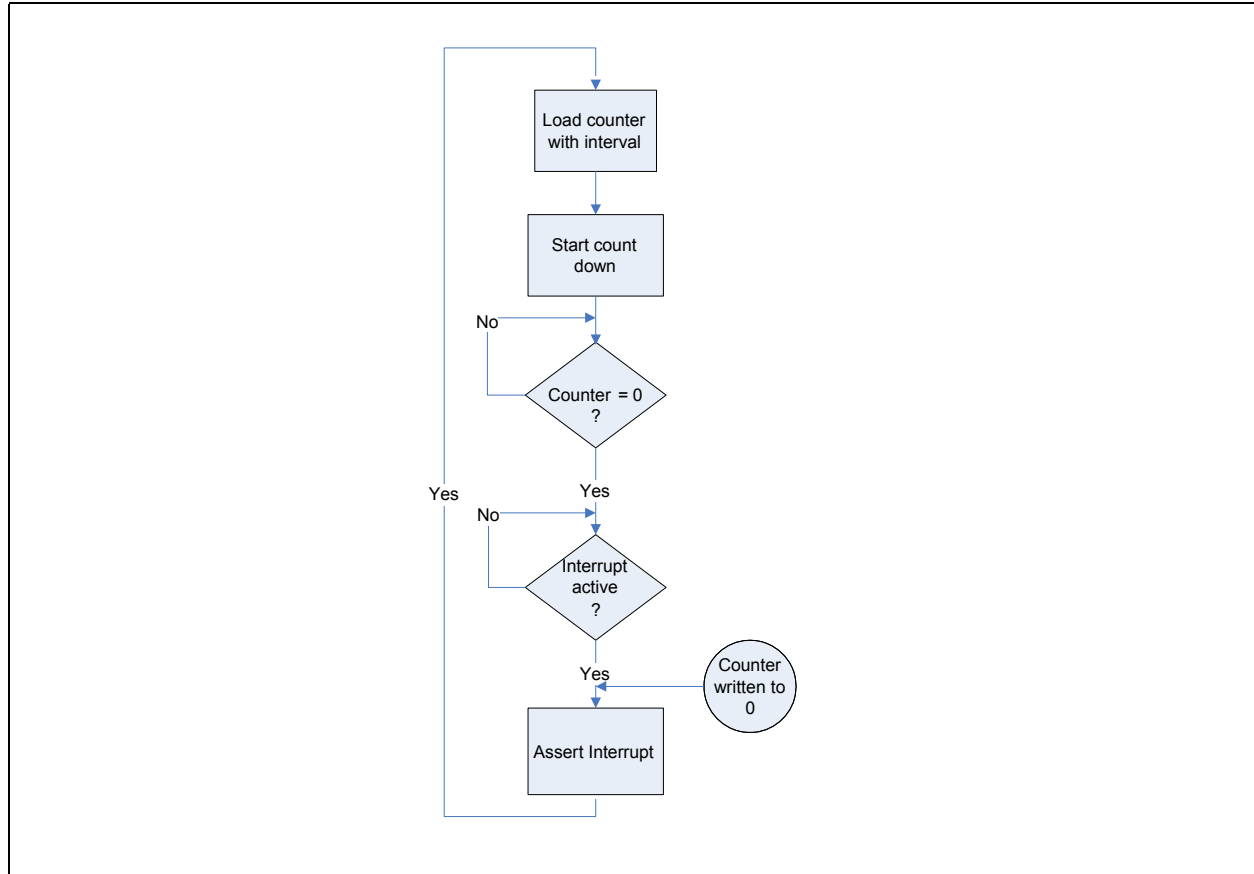 Load counter
with interval
Start count
down
No
Counter = 0
?
Yes
Yes
No
Interrupt
active
?
Yes
Counter
written to
0
Assert Interrupt